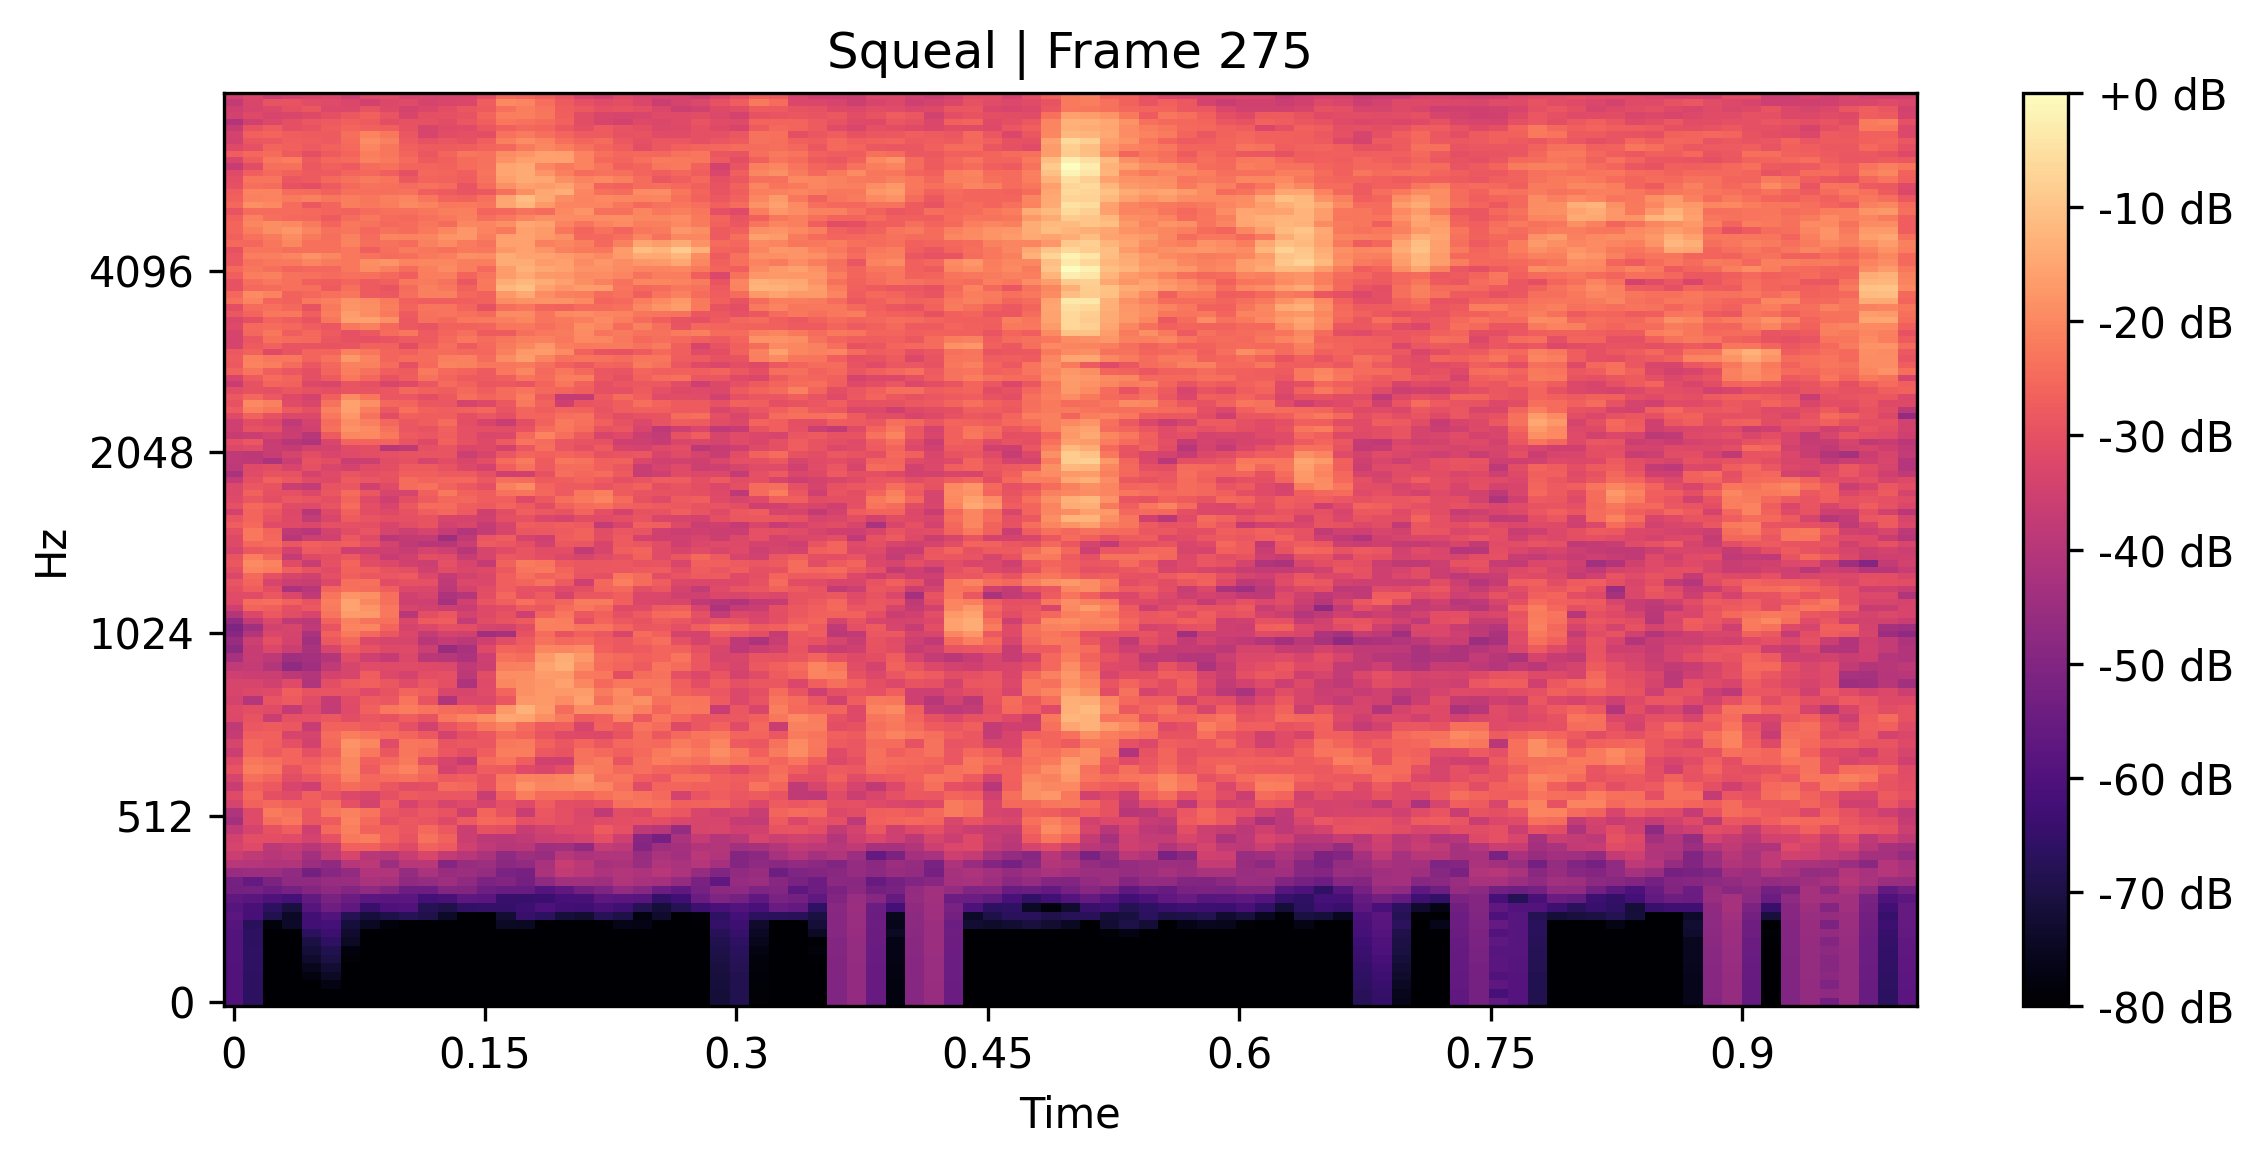 Squeal | Frame 275
+0 dB
-10 dB
4096
-20 dB
-30 dB
2048
-40 dB
Hz
1024
-50 dB
-60 dB
512
-70 dB
0
-80 dB
0 0.15 0.3 0.45 0.6 0.75 0.9
Time